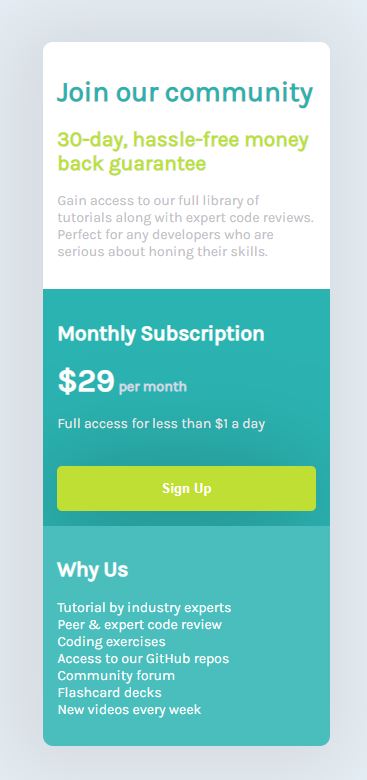 Join our community
30-day, hassle-free money
back guarantee
Gain access to our full library of
tutorials along with expert code reviews.
Perfect for any developers who are
serious about honing their skills.
Monthly Subscription
$29 per month
Full access for less than $1 a day
Sign Up
Why Us
Tutorial by industry experts
Peer & expert code review
Coding exercises
Access to our GitHub repos
Community forum
Flashcard decks
New videos every week